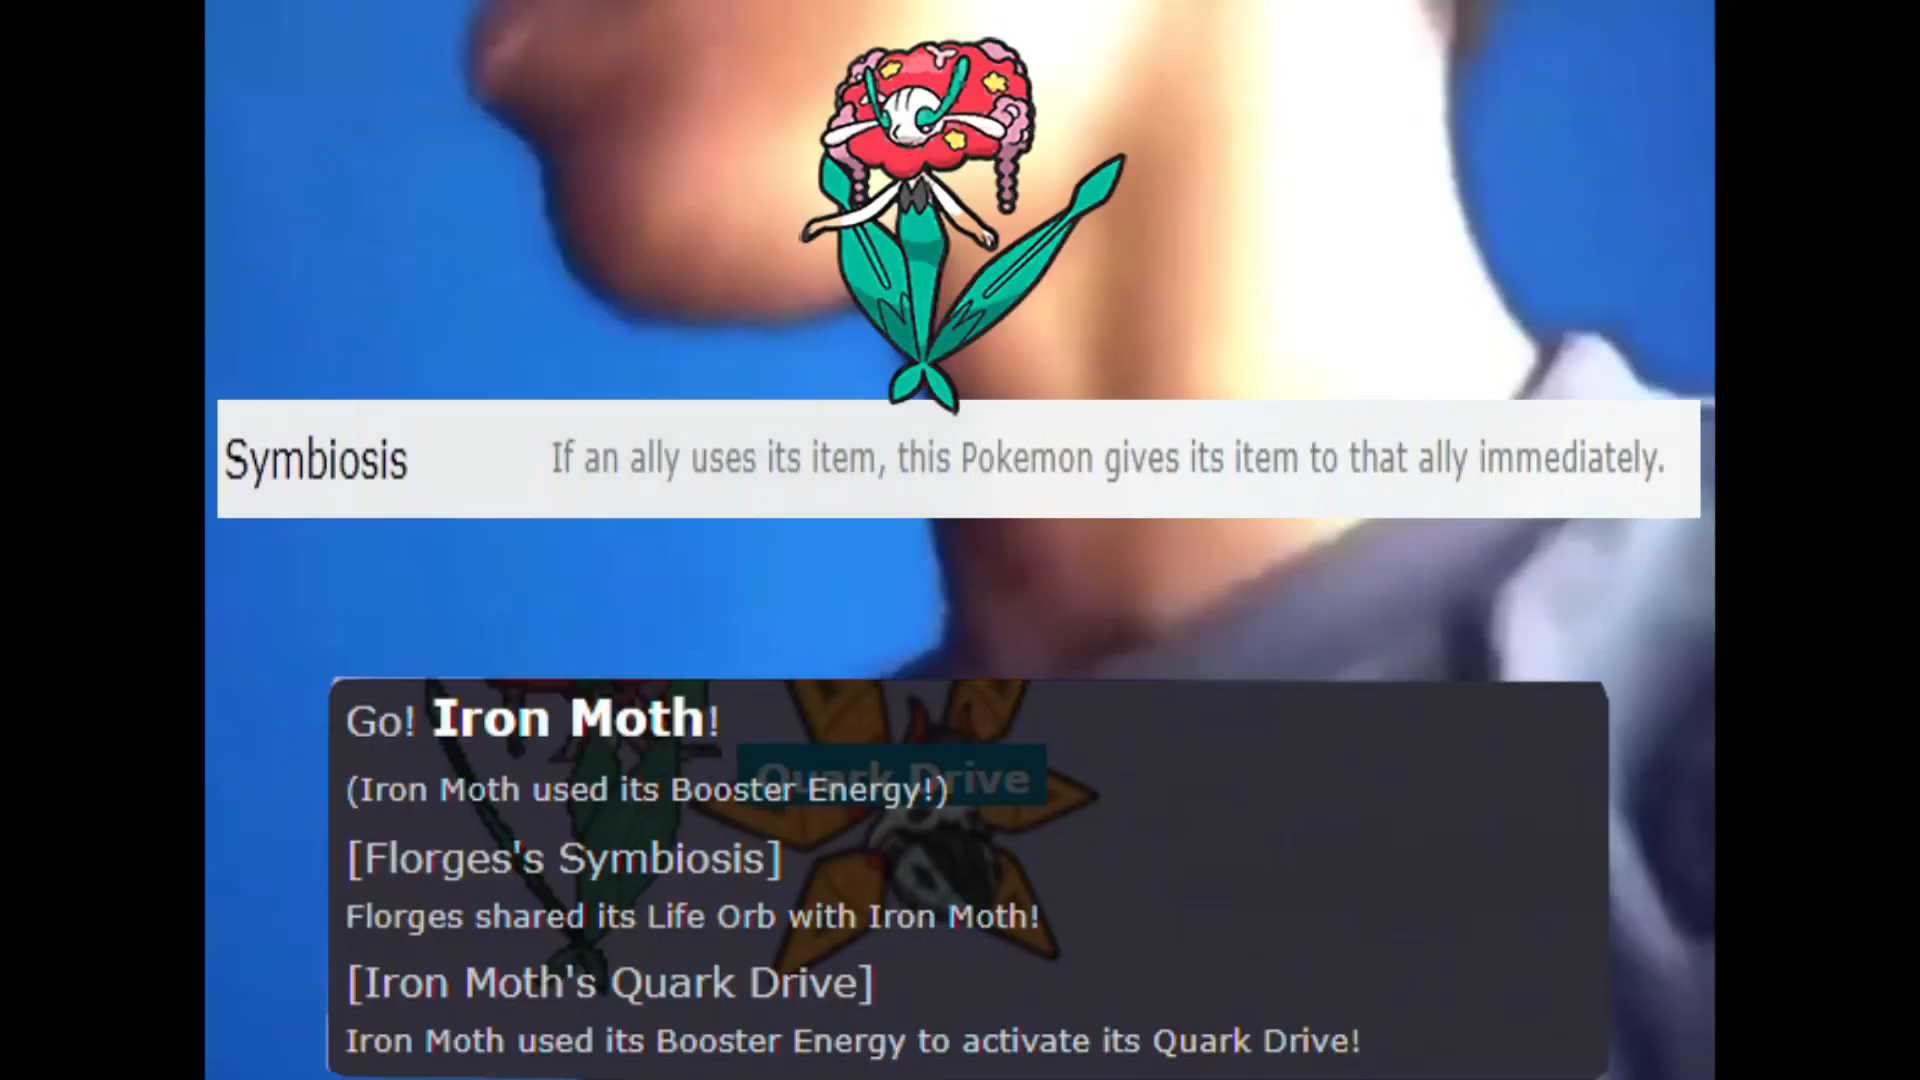 Symbiosis If an ally uses its item, this Pokemon gives its item to that ally immediately.
Go! Iron Moth!
Quark Drive
(Iron Moth used its Booster Energy!)
[Florges's Symbiosis]
Florges shared its Life Orb with Iron Moth!
[Iron Moth's Quark Drive]
Iron Moth used its Booster Energy to activate its Quark Drive!